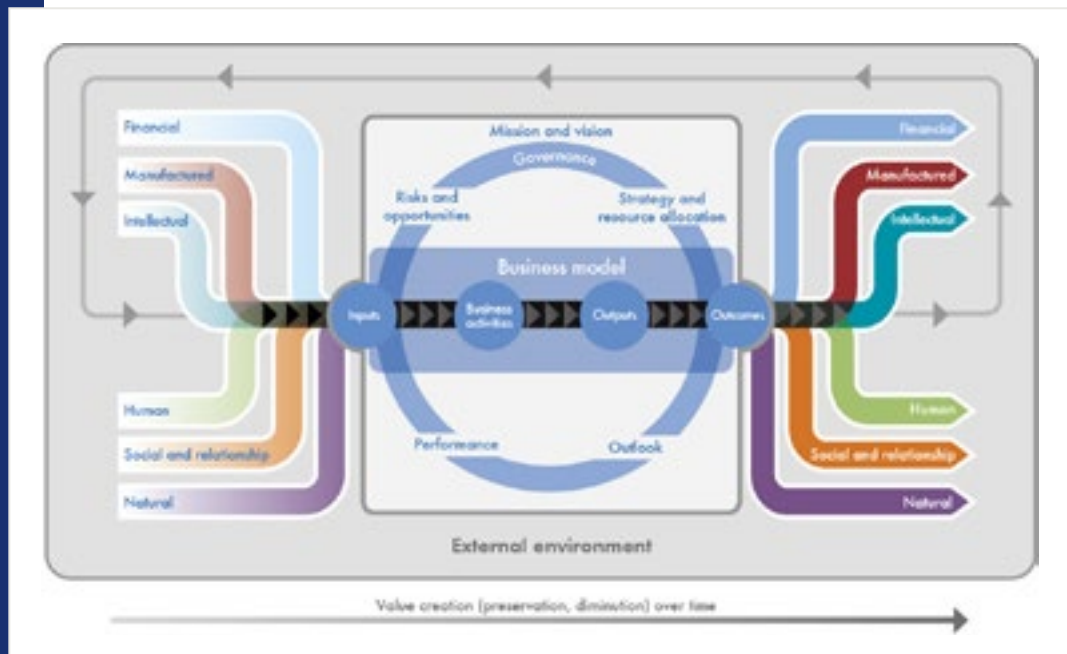 Financial
Manufactured
Intellectual
Human
Social and relationship
Natural
Mission and vision
Governance
Risks and
opportunities
Strategy and
resource allocation
Business model
Inputs
Business
activities
Outputs
Outcomes
Performance
Outlook
Financial
Manufactured
Intellectual
Human
Social and relationship
Natural
External environment
Value creation (preservation, diminution) over time